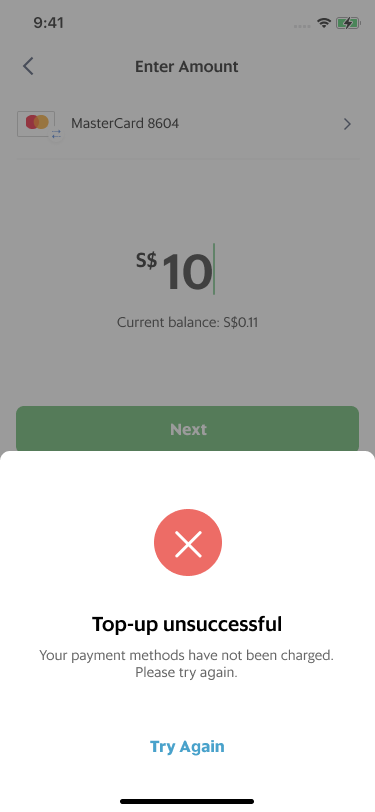 9:41
Enter Amount
MasterCard 8604
S$ 10
Current balance: S$0.11
Next
Top-up unsuccessful
Your payment methods have not been charged.
Please try again.
Try Again